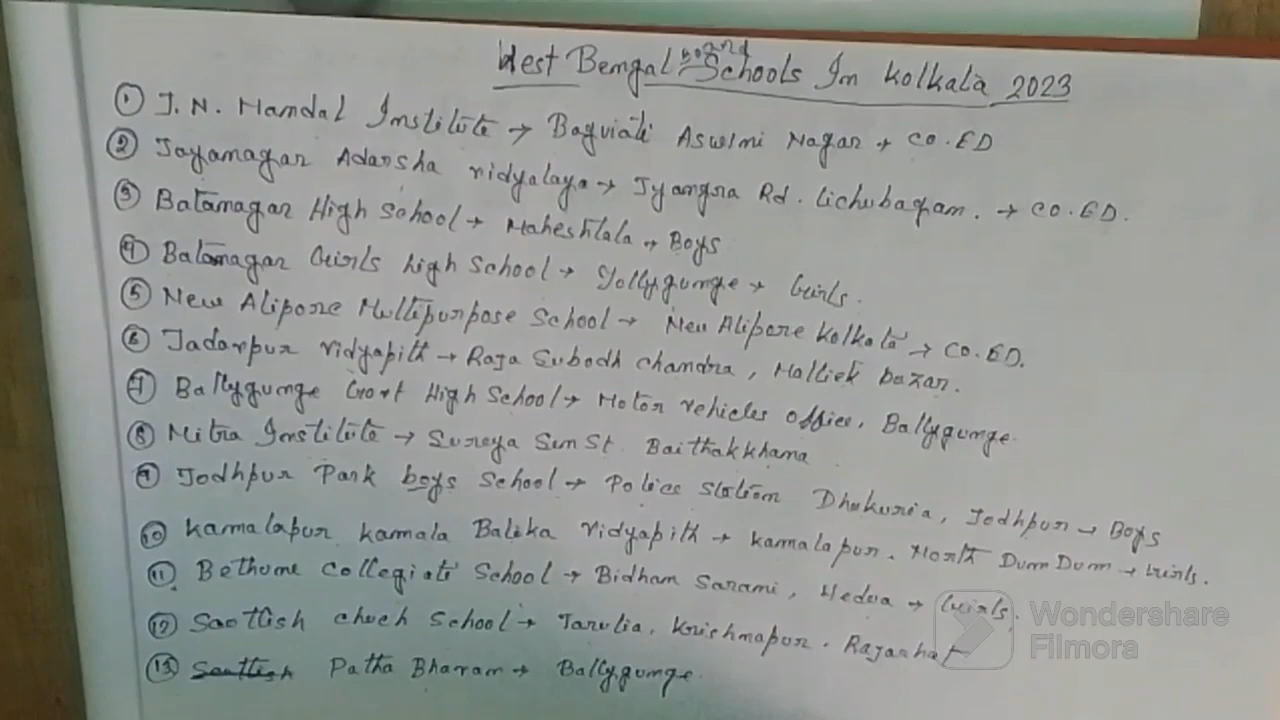 West Bengal Board Schools In Kolkata 2023
① J. N. Mandal Institute → Baguiati Aswini Nagar → CO.ED
② Jayanagar Adarsha vidyalaya → Jyangra Rd. Lichubagan. → CO.ED.
③ Batanagar High School → Maheshtala → Boys
④ Batanagar Girls high School → Tollygunge → Girls.
⑤ New Alipore Multipurpose School → New Alipore Kolkata → CO.ED.
⑥ Jadavpur vidyapith → Raja Subodh chandra, Mallick bazar.
⑦ Ballygunge Govt High School → Motor vehicles office, Ballygunge.
⑧ Mitra Institute → Sureya Sen St. Baithakkhana
⑨ Jodhpur Park boys School → Police Station Dhakuria, Jodhpur → Boys
⑩ Kamalapur Kamala Balika vidyapith → Kamalapur. North Dum Dum → Girls.
⑪ Bethune Collegiate School → Bidhan Sarani, Hedua → Girls.
⑫ Scottish chuch School → Tarulia, Krishnapur. Rajarhat
⑬ Patha Bhavan → Ballygunge.
Wondershare
Filmora